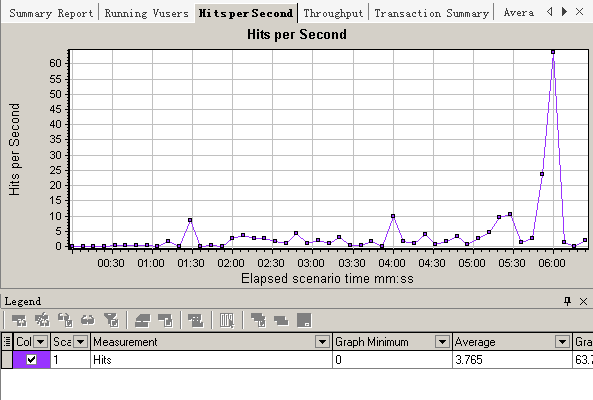 Summary Report Running Vusers Hits per Second Throughput Transaction Summary Avera
Hits per Second
Hits per Second
60
55
50
45
40
35
30
25
20
15
10
5
0
00:30 01:00 01:30 02:00 02:30 03:00 03:30 04:00 04:30 05:00 05:30 06:00
Elapsed scenario time mm:ss
Legend
Col Sca Measurement Graph Minimum Average Gra
1 Hits 0 3.765 63.7